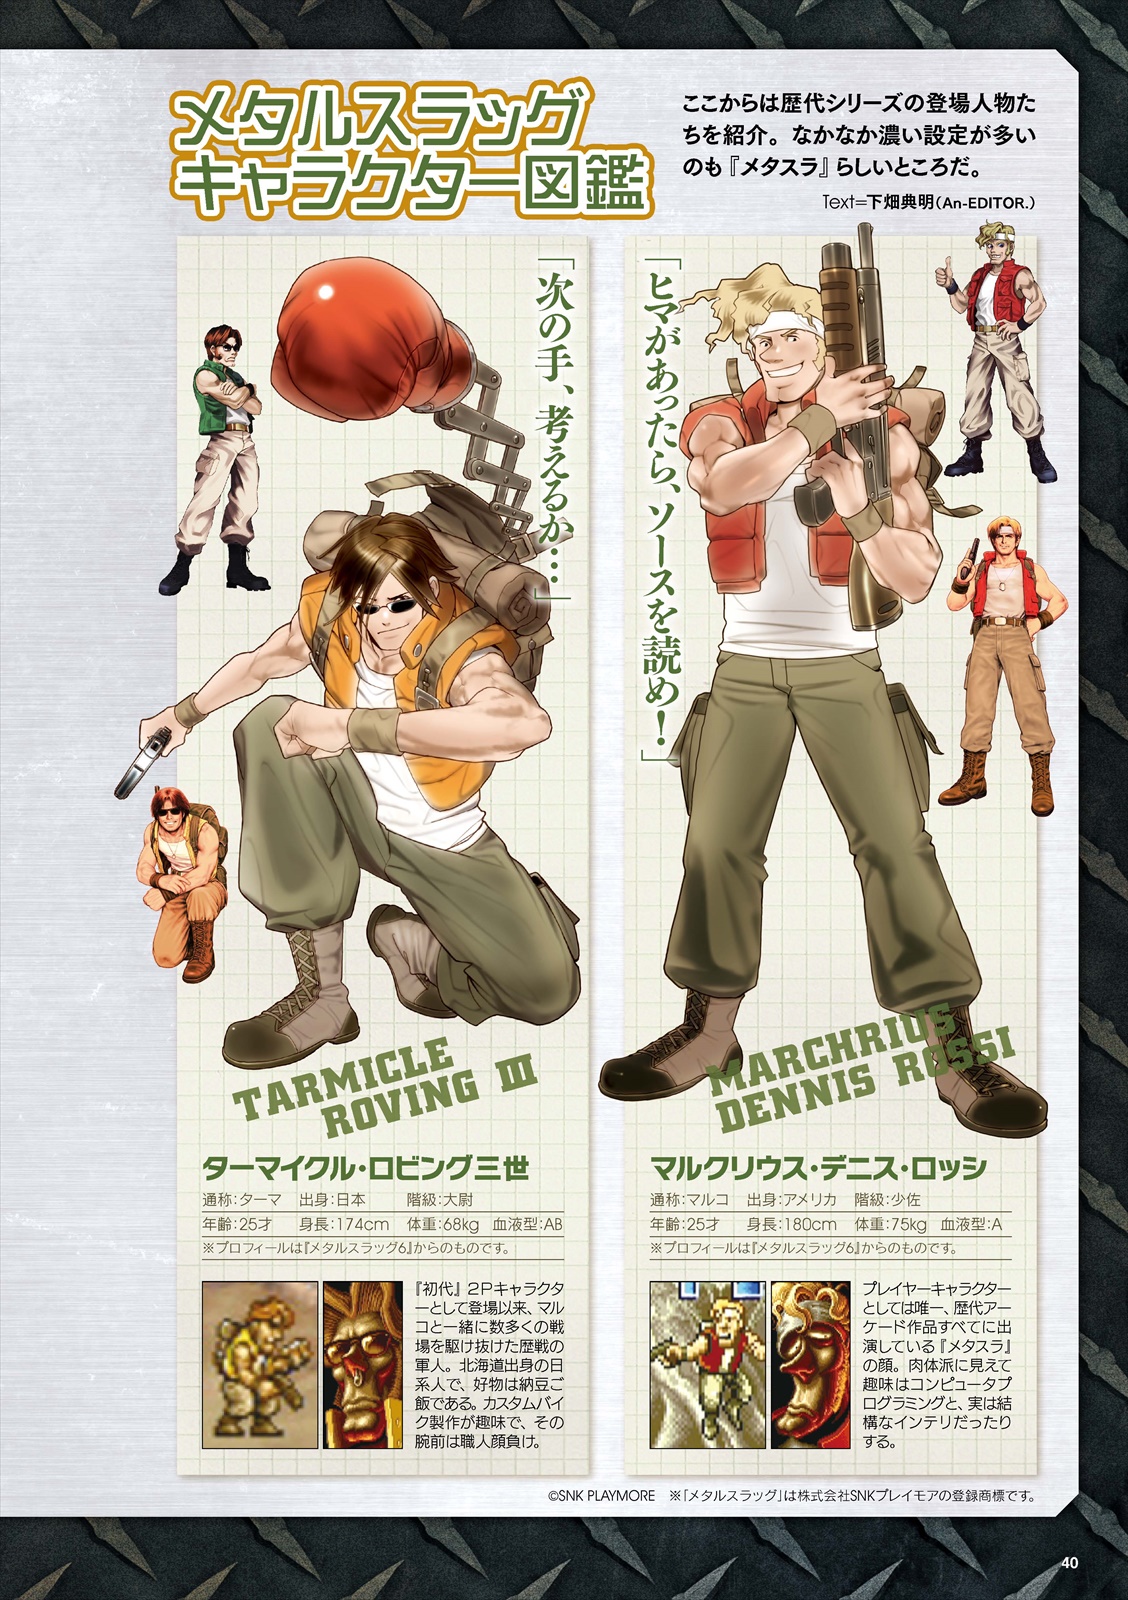 メタルスラッグ
キャラクター図鑑
ここからは歴代シリーズの登場人物た
ちを紹介。なかなか濃い設定が多い
のも『メタスラ』らしいところだ。
Text=下畑典明(An-EDITOR.)
「ヒマがあったら、ソースを読め!」
「次の手、考えるか…」
TARMICLE
ROVING III
ターマイクル・ロビング三世
通称:ターマ 出身:日本 階級:大尉
年齢:25才 身長:174cm 体重:68kg 血液型:AB
※プロフィールは『メタルスラッグ6』からのものです。
『初代』2Pキャラクタ
ーとして登場以来、マル
コと一緒に数多くの戦
場を駆け抜けた歴戦の
軍人。北海道出身の日
系人で、好物は納豆ご
飯である。カスタムバイ
ク製作が趣味で、その
腕前は職人顔負け。
MARCHRIUS
DENNIS ROSSI
マルクリウス・デニス・ロッシ
通称:マルコ 出身:アメリカ 階級:少佐
年齢:25才 身長:180cm 体重:75kg 血液型:A
※プロフィールは『メタルスラッグ6』からのものです。
プレイヤーキャラクター
としては唯一、歴代アー
ケード作品すべてに出
演している『メタスラ』
の顔。肉体派に見えて
趣味はコンピュータプ
ログラミングと、実は結
構なインテリだったり
する。
©SNK PLAYMORE ※「メタルスラッグ」は株式会社SNKプレイモアの登録商標です。
40